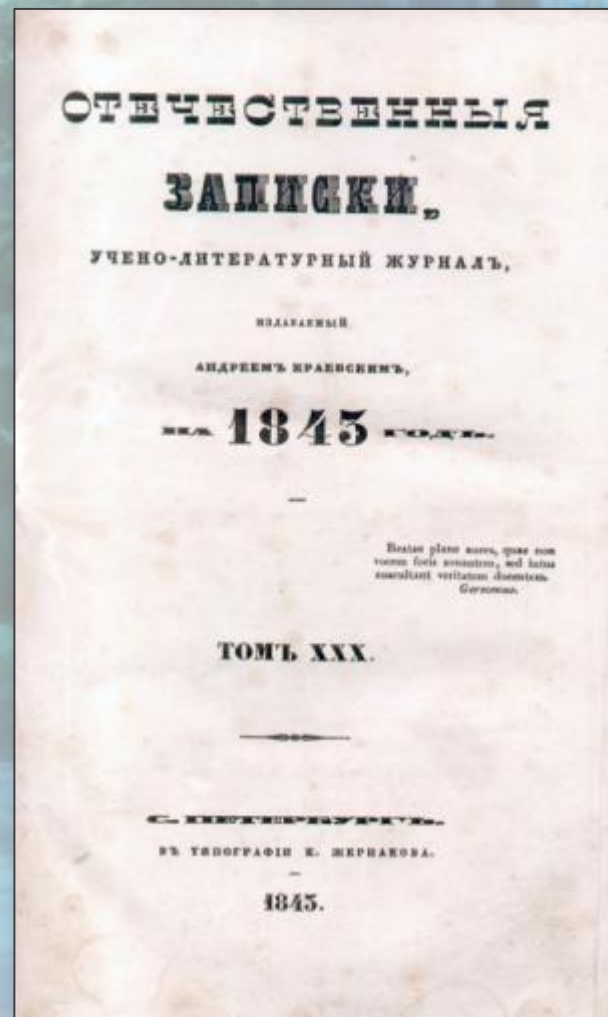 ОТЕЧЕСТВЕННЫЯ
ЗАПИСКИ,
УЧЕНО-ЛИТЕРАТУРНЫЙ ЖУРНАЛЪ,
ИЗДАВАЕМЫЙ
АНДРЕЕМЪ КРАЕВСКИМЪ,
НА 1843 ГОДЪ.
Beatae plane aures, quae non
vocem foris sonantem, sed intus
auscultant veritatem docentem.
Gersonius.
ТОМЪ XXX.
С. ПЕТЕРБУРГЪ.
ВЪ ТИПОГРАФІИ К. ЖЕРНАКОВА.
1843.